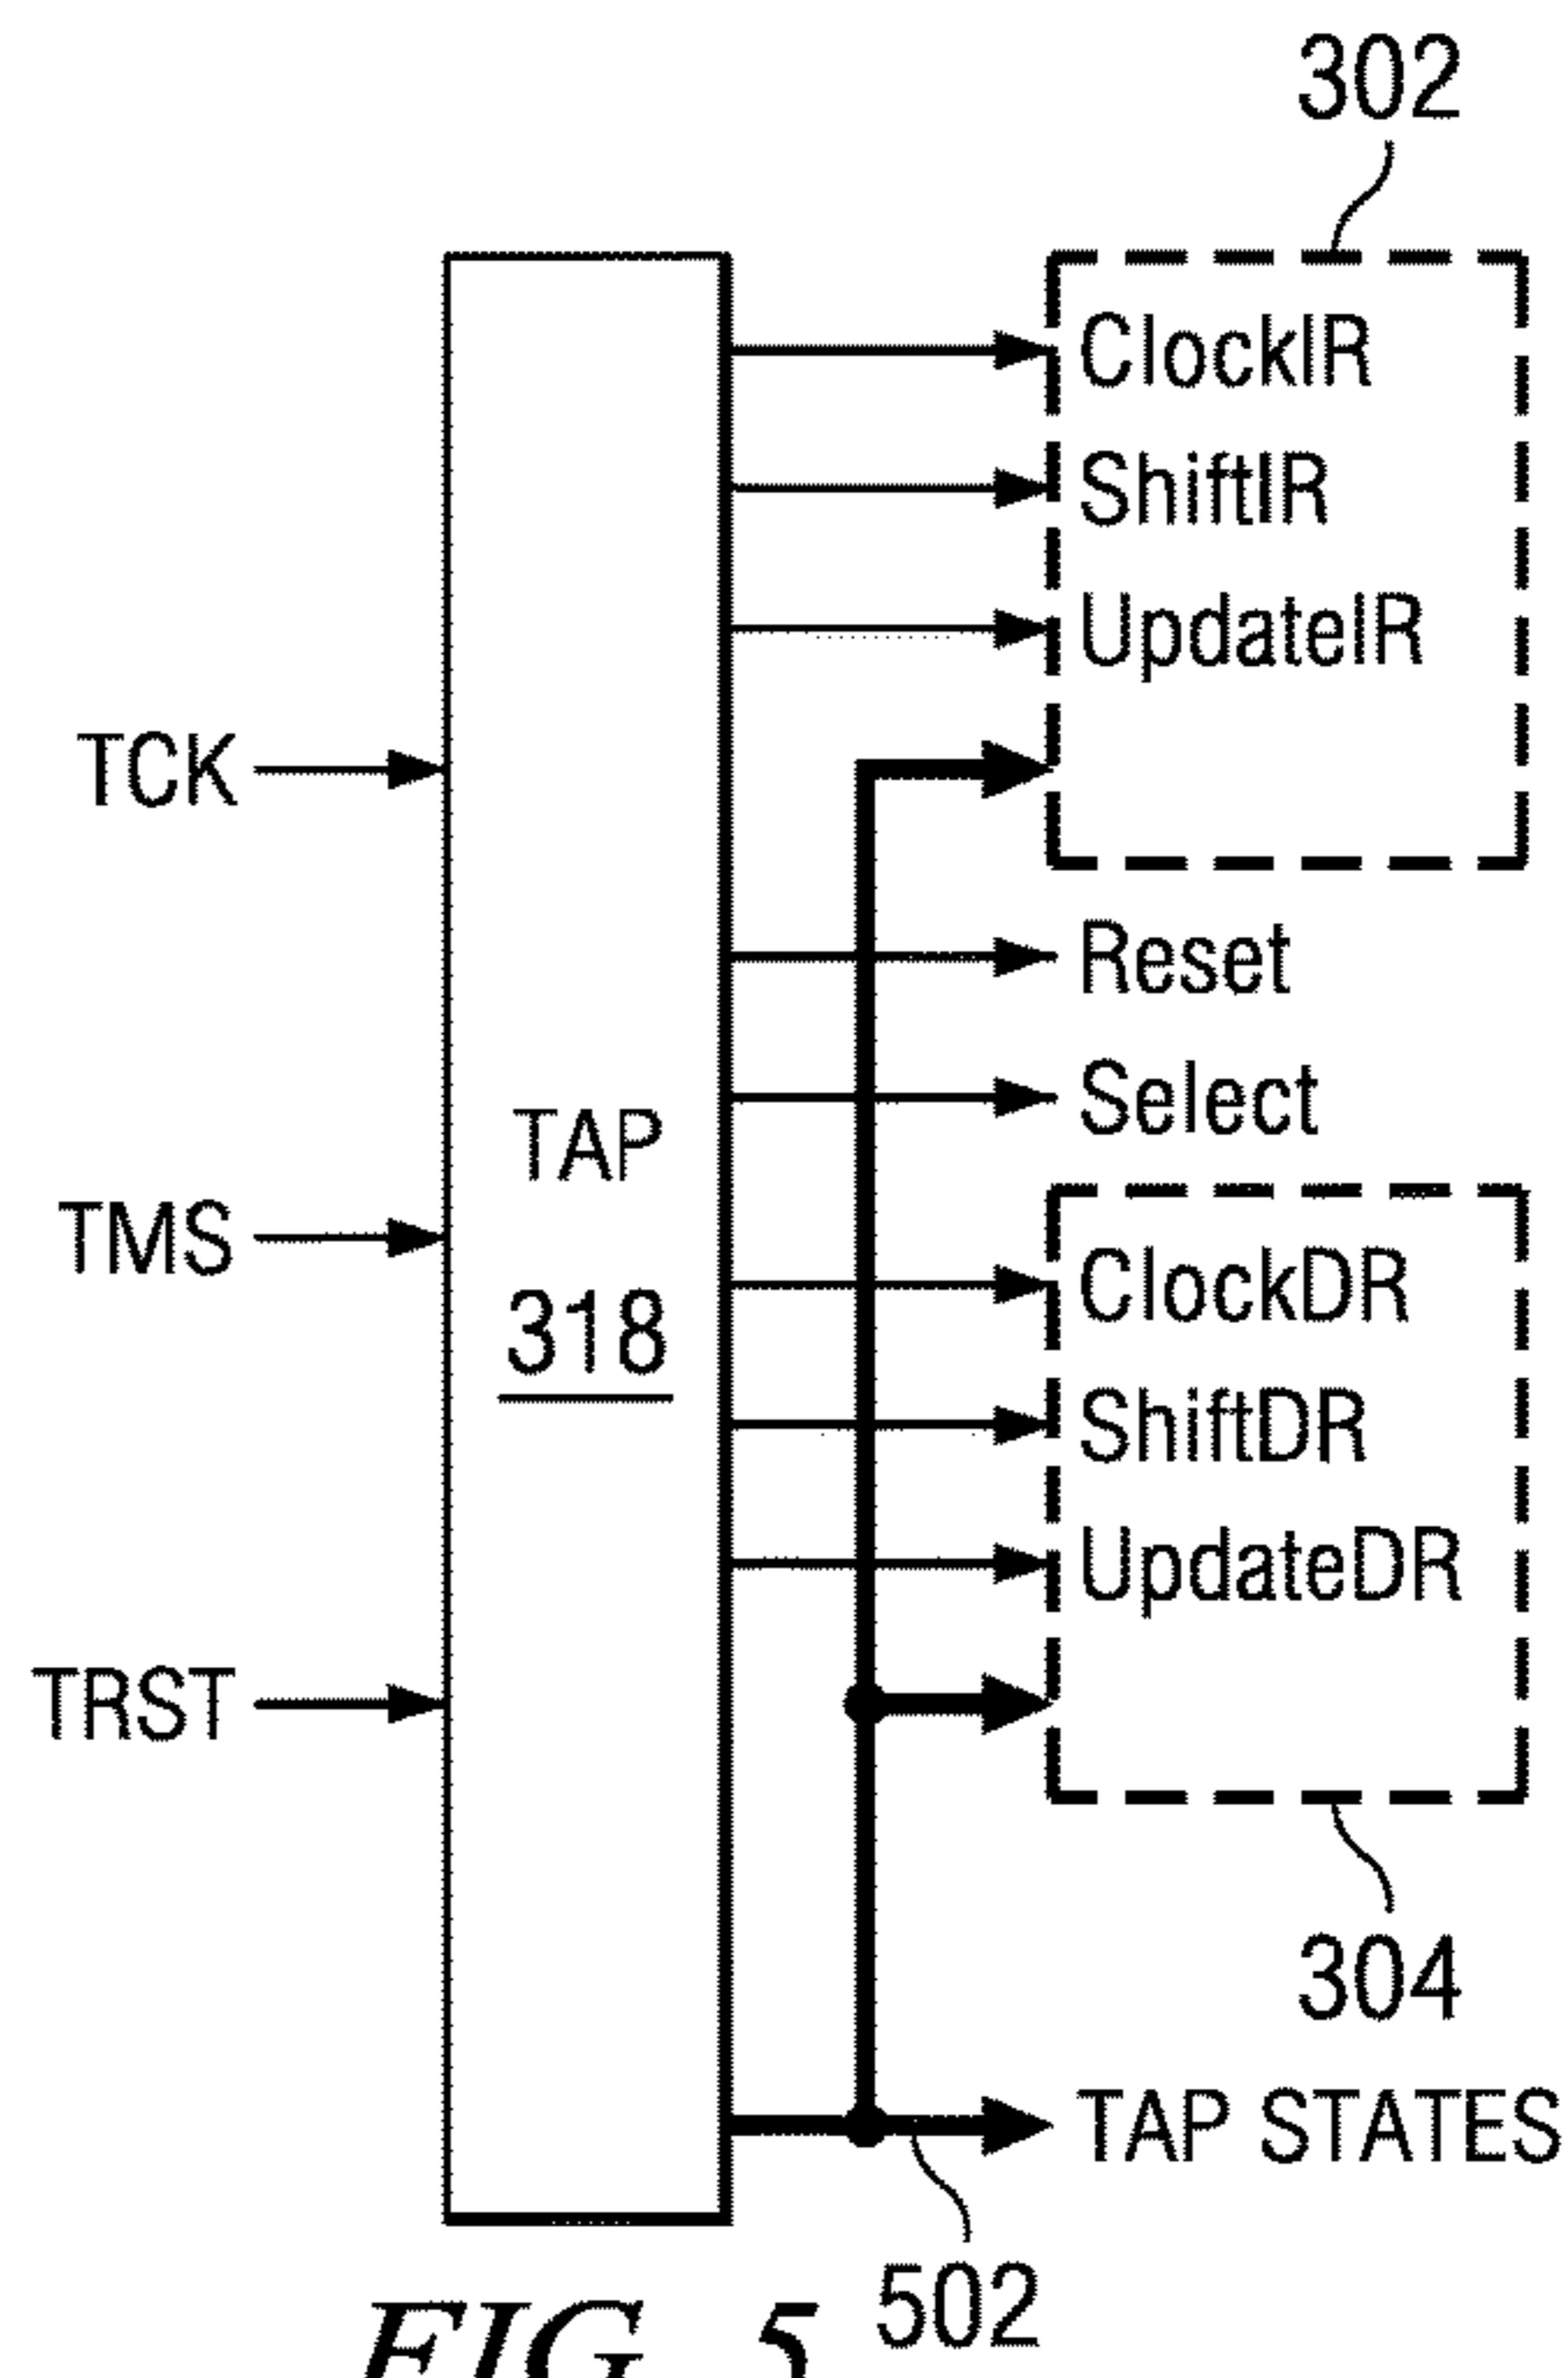 302
ClockIR
ShiftIR
UpdateIR
TCK
Reset
Select
TAP
TMS
318
ClockDR
ShiftDR
UpdateDR
TRST
304
TAP STATES
502
FIG. 5